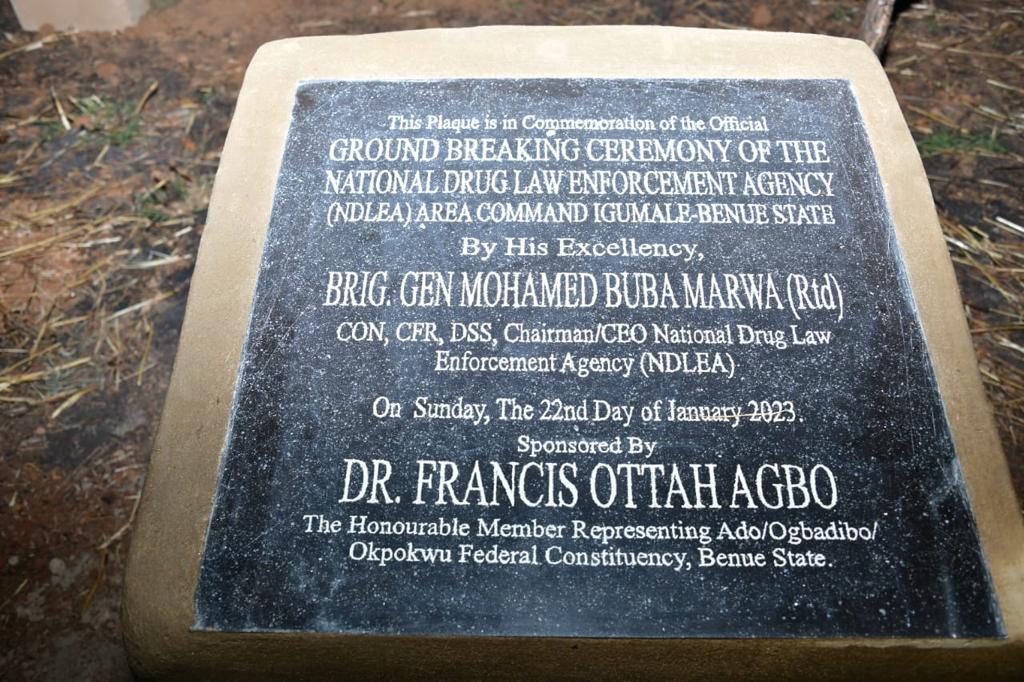 This Plaque is in Commemoration of the Official
GROUND BREAKING CEREMONY OF THE
NATIONAL DRUG LAW ENFORCEMENT AGENCY
(NDLEA) AREA COMMAND IGUMALE-BENUE STATE
By His Excellency,
BRIG. GEN MOHAMED BUBA MARWA (Rtd)
CON, CFR, DSS, Chairman/CEO National Drug Law
Enforcement Agency (NDLEA)
On Sunday, The 22nd Day of January 2023.
Sponsored By
DR. FRANCIS OTTAH AGBO
The Honourable Member Representing Ado/Ogbadibo/
Okpokwu Federal Constituency, Benue State.